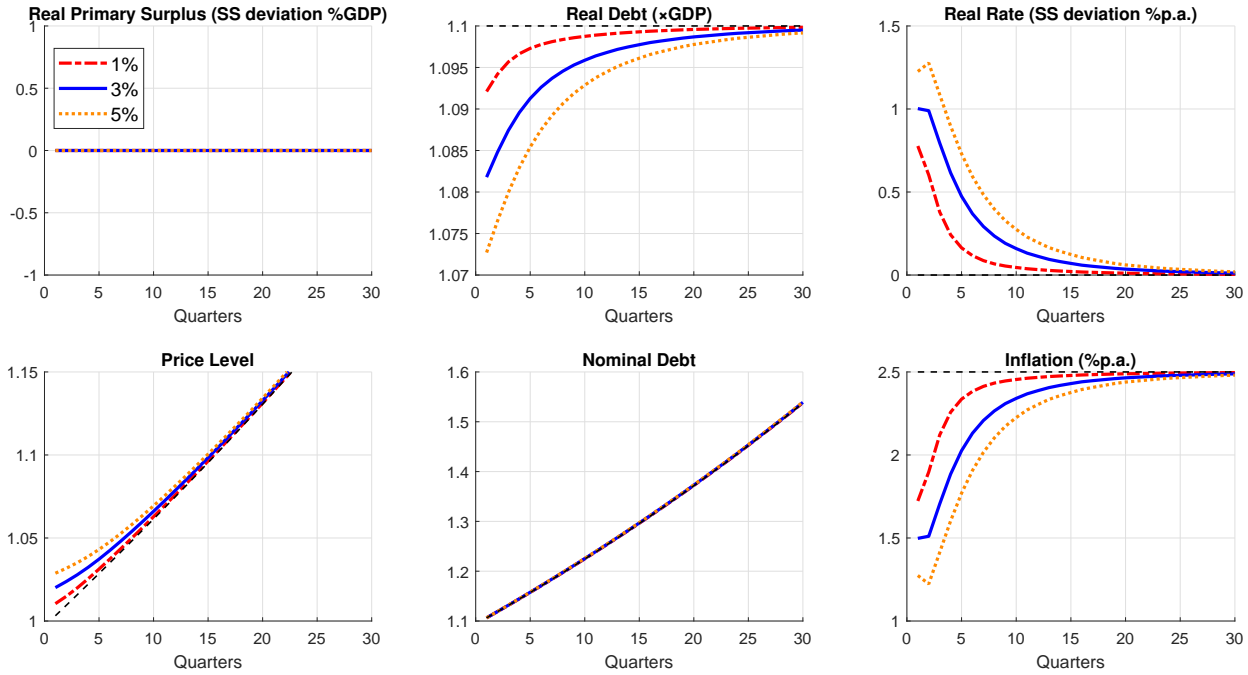 Real Primary Surplus (SS deviation %GDP)
1
0.5
0
-0.5
-1
1%
3%
5%
0 5 10 15 20 25 30
Quarters
Real Debt (×GDP)
1.1
1.095
1.09
1.085
1.08
1.075
1.07
0 5 10 15 20 25 30
Quarters
Real Rate (SS deviation %p.a.)
1.5
1
0.5
0
0 5 10 15 20 25 30
Quarters
Price Level
1.15
1.1
1.05
1
0 5 10 15 20 25 30
Quarters
Nominal Debt
1.6
1.5
1.4
1.3
1.2
1.1
0 5 10 15 20 25 30
Quarters
Inflation (%p.a.)
2.5
2
1.5
1
0 5 10 15 20 25 30
Quarters